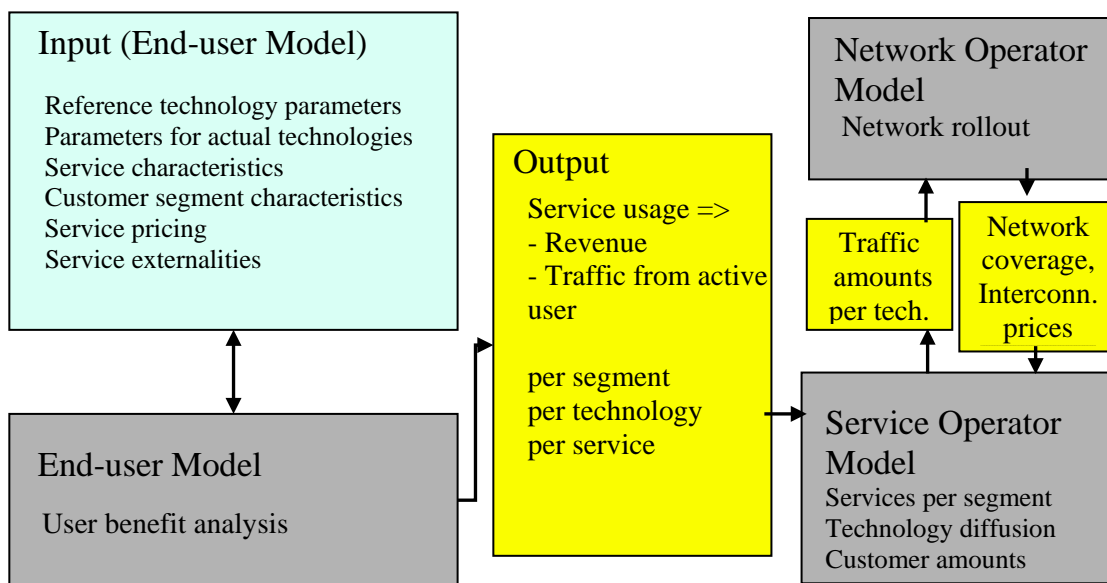 Input (End-user Model)
Reference technology parameters
Parameters for actual technologies
Service characteristics
Customer segment characteristics
Service pricing
Service externalities
End-user Model
User benefit analysis
Output
Service usage =>
- Revenue
- Traffic from active
user
per segment
per technology
per service
Network Operator
Model
Network rollout
Traffic
amounts
per tech.
Network
coverage,
Interconn.
prices
Service Operator
Model
Services per segment
Technology diffusion
Customer amounts